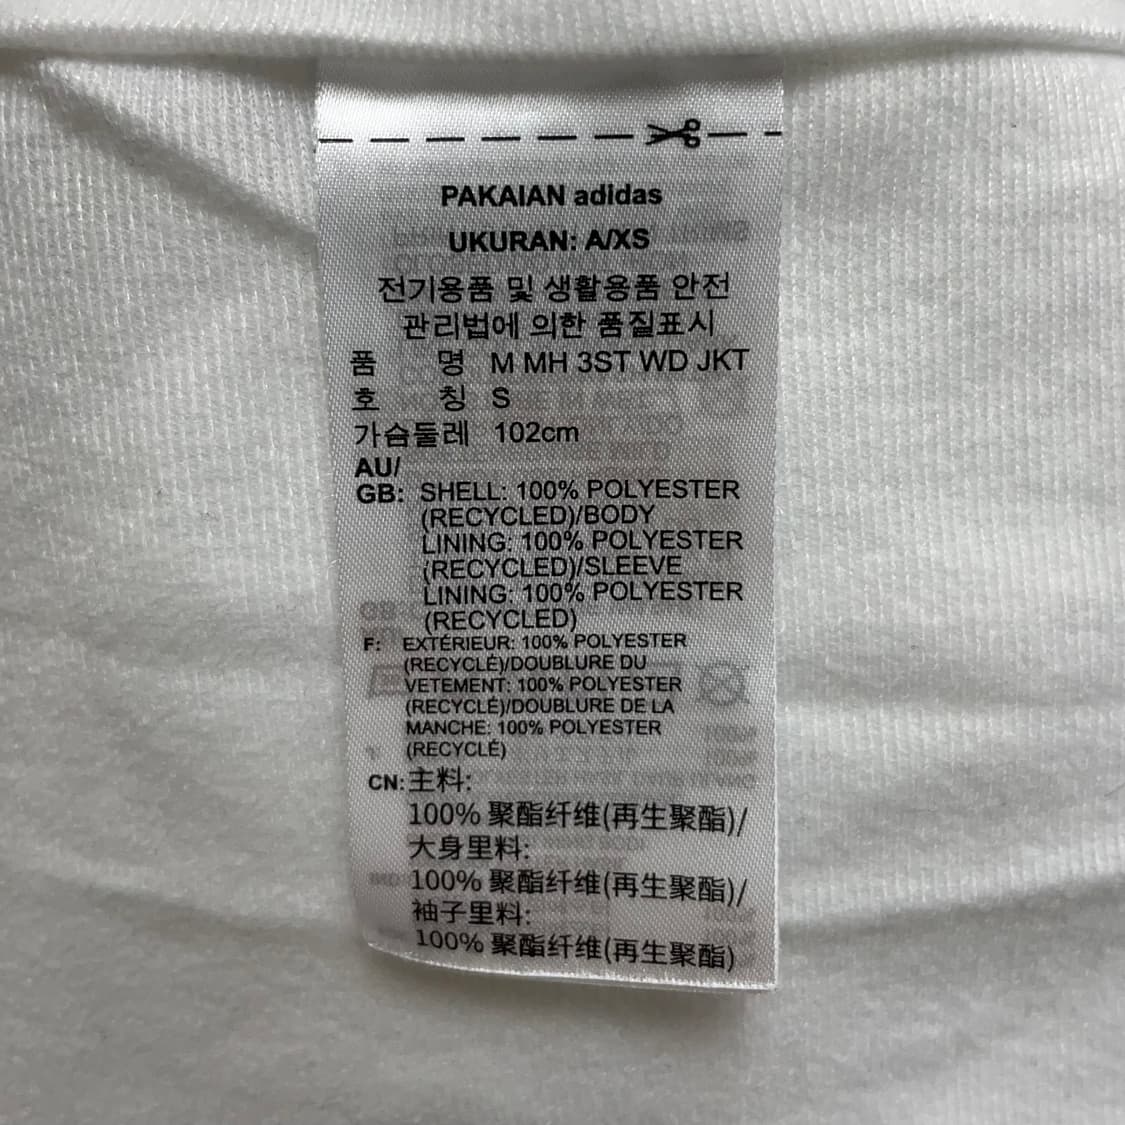 PAKAIAN adidas
UKURAN: A/XS
전기용품 및 생활용품 안전
관리법에 의한 품질표시
품 명 M MH 3ST WD JKT
호 칭 S
가슴둘레 102cm
AU/
GB: SHELL: 100% POLYESTER
(RECYCLED)/BODY
LINING: 100% POLYESTER
(RECYCLED)/SLEEVE
LINING: 100% POLYESTER
(RECYCLED)
F: EXTÉRIEUR: 100% POLYESTER
(RECYCLÉ)/DOUBLURE DU
VETEMENT: 100% POLYESTER
(RECYCLÉ)/DOUBLURE DE LA
MANCHE: 100% POLYESTER
(RECYCLÉ)
CN: 主料:
100% 聚酯纤维(再生聚酯)/
大身里料:
100% 聚酯纤维(再生聚酯)/
袖子里料:
100% 聚酯纤维(再生聚酯)